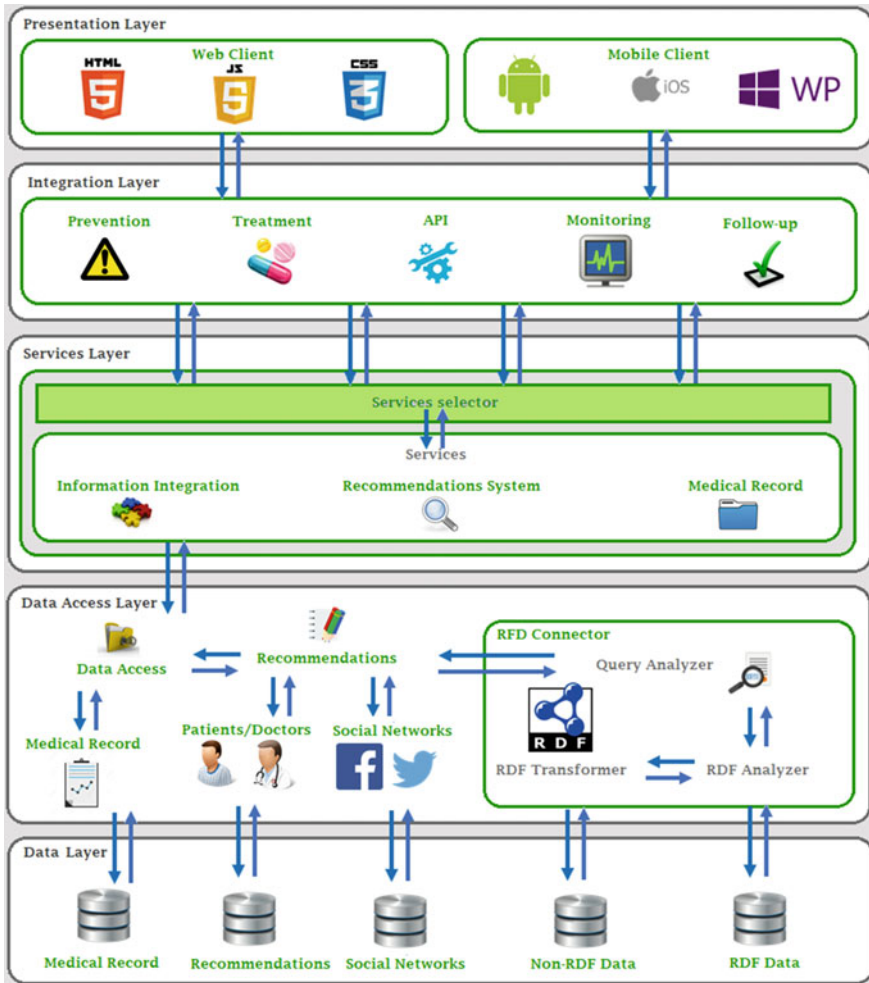 Presentation Layer
Web Client
HTML
5
JS
5
CSS
3
Mobile Client
iOS
WP
Integration Layer
Prevention
Treatment
API
Monitoring
Follow-up
Services Layer
Services selector
Services
Information Integration
Recommendations System
Medical Record
Data Access Layer
Data Access
Recommendations
RFD Connector
Query Analyzer
Medical Record
Patients/Doctors
Social Networks
RDF
RDF Transformer
RDF Analyzer
Data Layer
Medical Record
Recommendations
Social Networks
Non-RDF Data
RDF Data